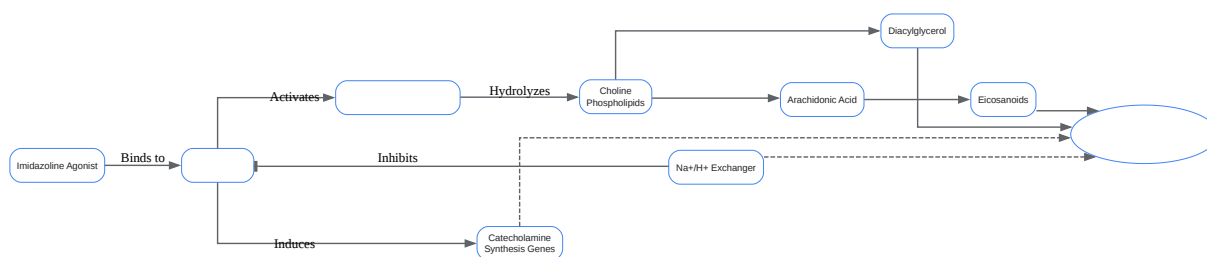 Diacylglycerol
Activates
Hydrolyzes
Choline
Phospholipids
Arachidonic Acid
Eicosanoids
Imidazoline Agonist
Binds to
Inhibits
Na+/H+ Exchanger
Induces
Catecholamine
Synthesis Genes